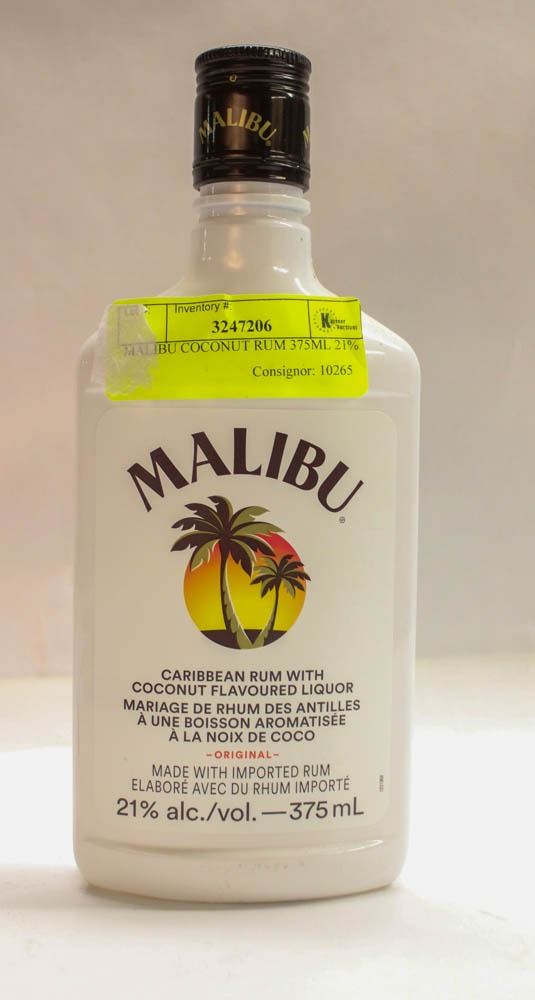 MALIBU
Inventory #:
3247206
MALIBU COCONUT RUM 375ML 21%
Consignor: 10265
MALIBU®
CARIBBEAN RUM WITH
COCONUT FLAVOURED LIQUOR
MARIAGE DE RHUM DES ANTILLES
À UNE BOISSON AROMATISÉE
À LA NOIX DE COCO
–ORIGINAL–
MADE WITH IMPORTED RUM
ELABORÉ AVEC DU RHUM IMPORTÉ
21% alc./vol.—375 mL